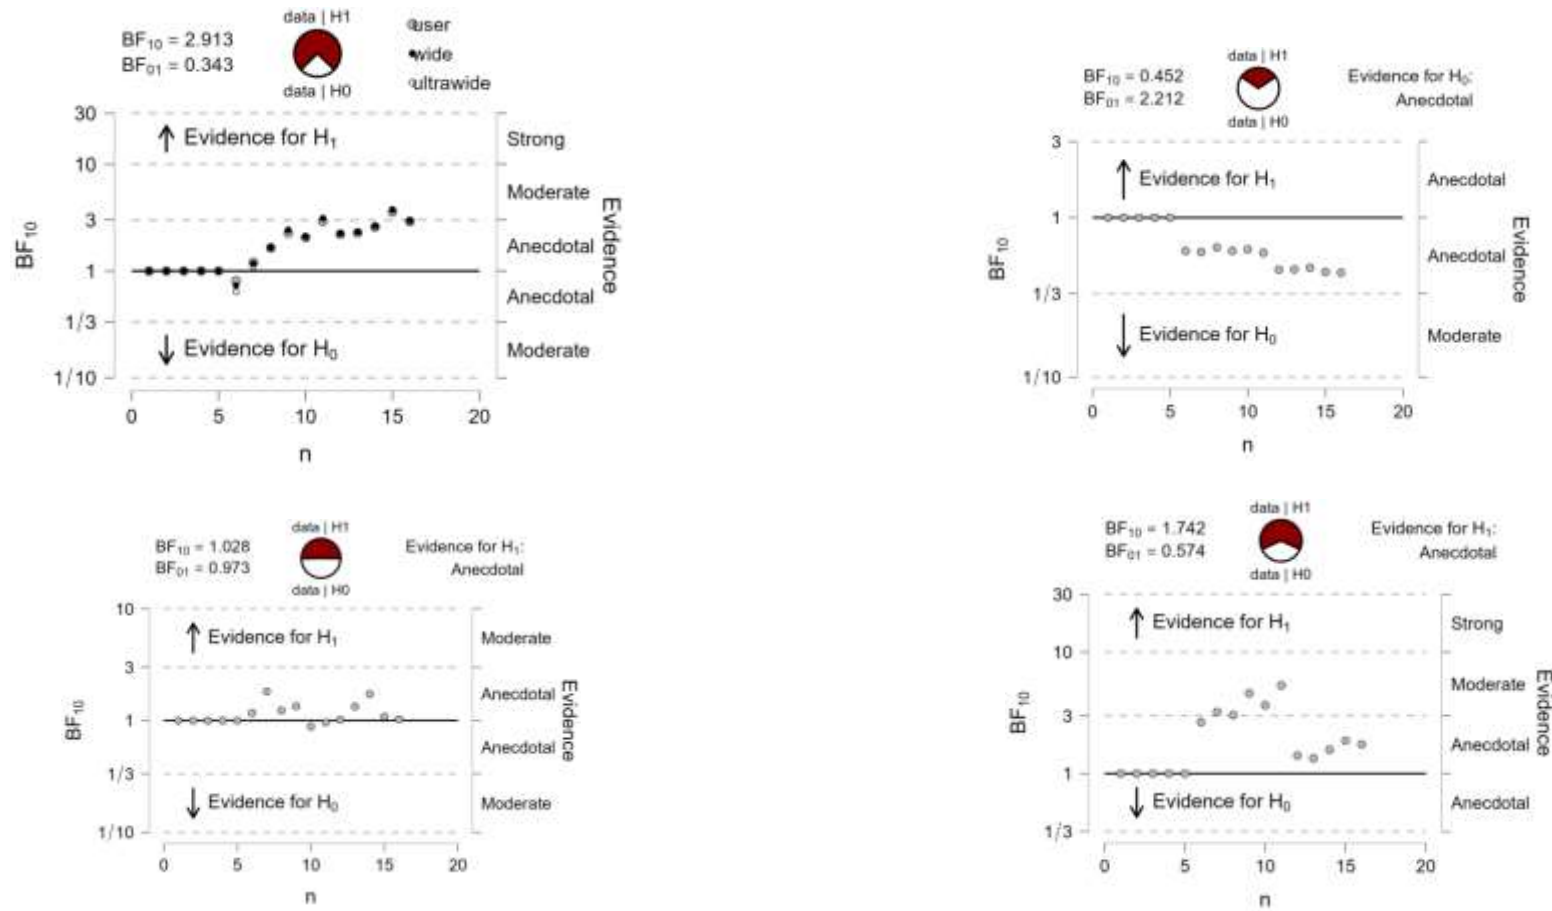 data | H1
BF10 = 2.913
BF01 = 0.343
data | H0
user
wide
ultrawide
30
10
3
1
1/3
1/10
Evidence for H1
Evidence for H0
Strong
Moderate
Anecdotal
Anecdotal
Moderate
Evidence
BF10
0 5 10 15 20
n
data | H1
BF10 = 0.452
BF01 = 2.212
data | H0
Evidence for H0:
Anecdotal
3
1
1/3
1/10
Evidence for H1
Evidence for H0
Anecdotal
Anecdotal
Moderate
Evidence
BF10
0 5 10 15 20
n
data | H1
BF10 = 1.028
BF01 = 0.973
data | H0
Evidence for H1:
Anecdotal
10
3
1
1/3
1/10
Evidence for H1
Evidence for H0
Moderate
Anecdotal
Anecdotal
Moderate
Evidence
BF10
0 5 10 15 20
n
data | H1
BF10 = 1.742
BF01 = 0.574
data | H0
Evidence for H1:
Anecdotal
30
10
3
1
1/3
Evidence for H1
Evidence for H0
Strong
Moderate
Anecdotal
Anecdotal
Evidence
BF10
0 5 10 15 20
n